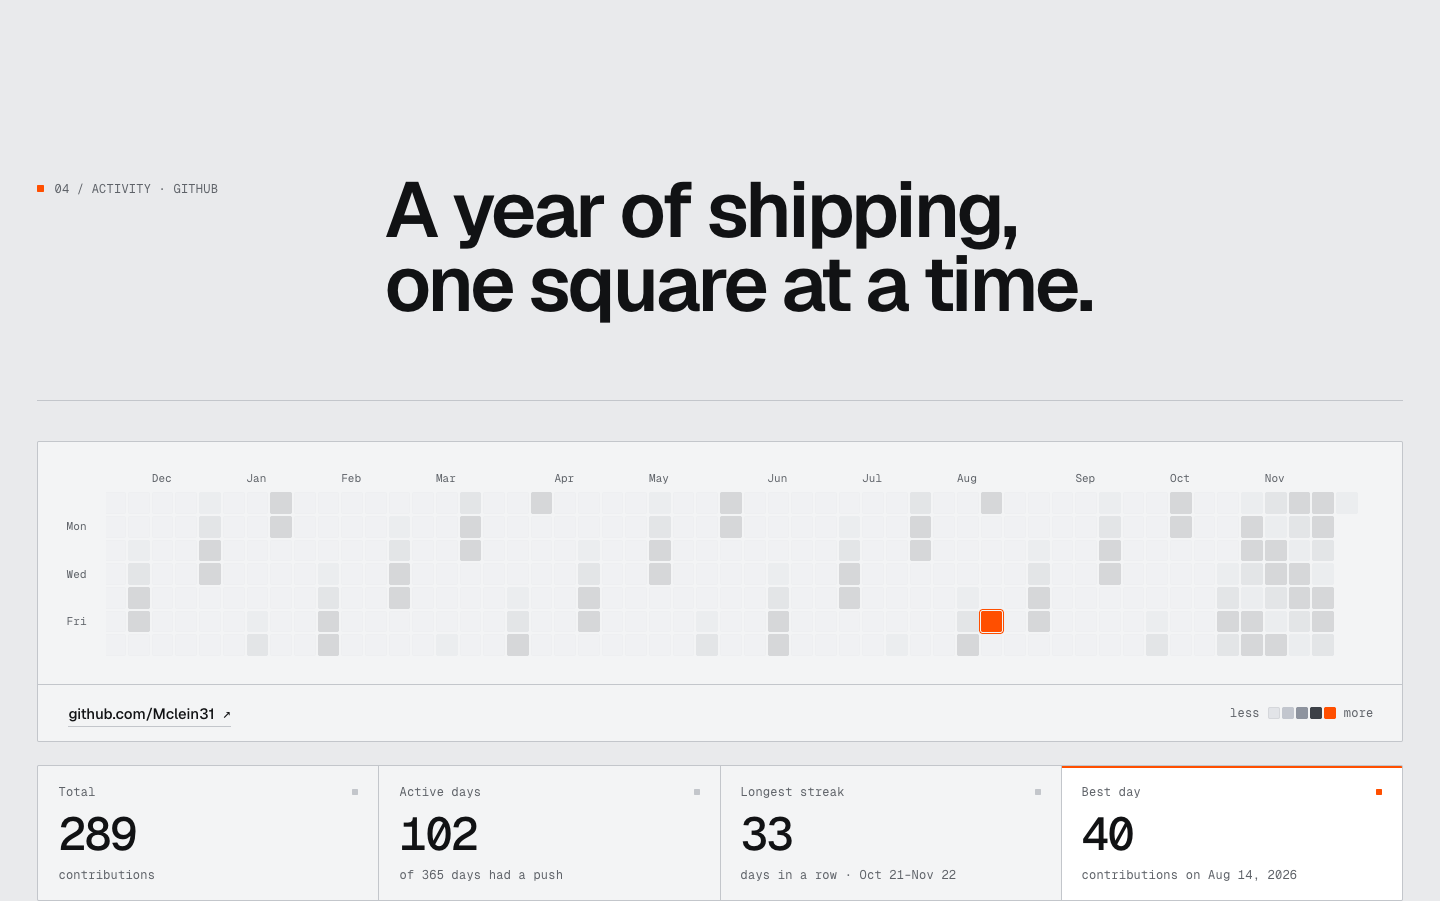 04 / ACTIVITY · GITHUB
A year of shipping,
one square at a time.
Dec Jan Feb Mar Apr May Jun Jul Aug Sep Oct Nov
Mon
Wed
Fri
github.com/Mclein31 ↗
less more
Total
289
contributions
Active days
102
of 365 days had a push
Longest streak
33
days in a row · Oct 21–Nov 22
Best day
40
contributions on Aug 14, 2026